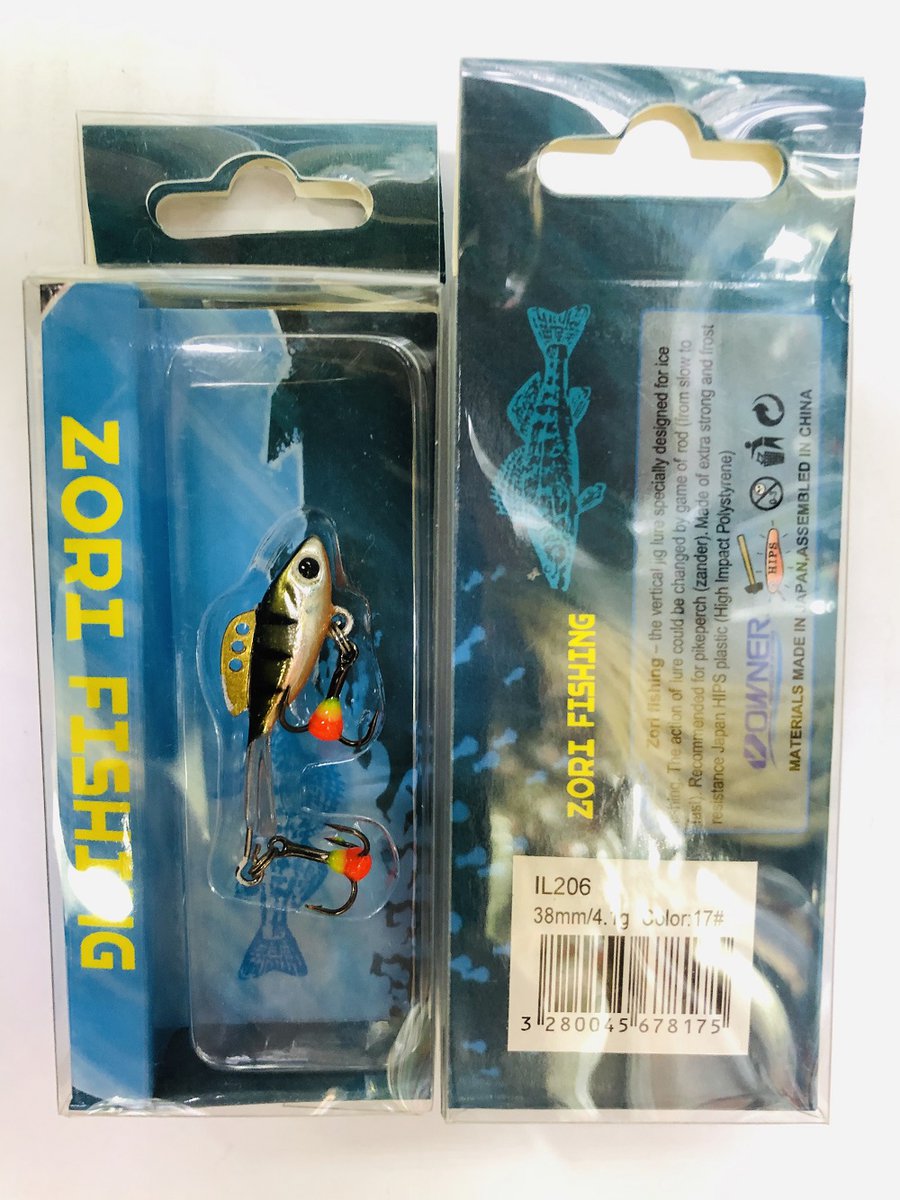 ZORI FISHING
ZORI FISHING
Zori fishing – the vertical jig lure specially designed for ice
The action of lure could be changed by game of rod (from slow to
fast). Recommended for pikeperch (zander). Made of extra strong and frost
resistance Japan HIPS plastic (High Impact Polystyrene)
OWNER
HIPS
0-3
MATERIALS MADE IN JAPAN,ASSEMBLED IN CHINA
IL206
38mm/4.1g Color:17#
3 280045 678175